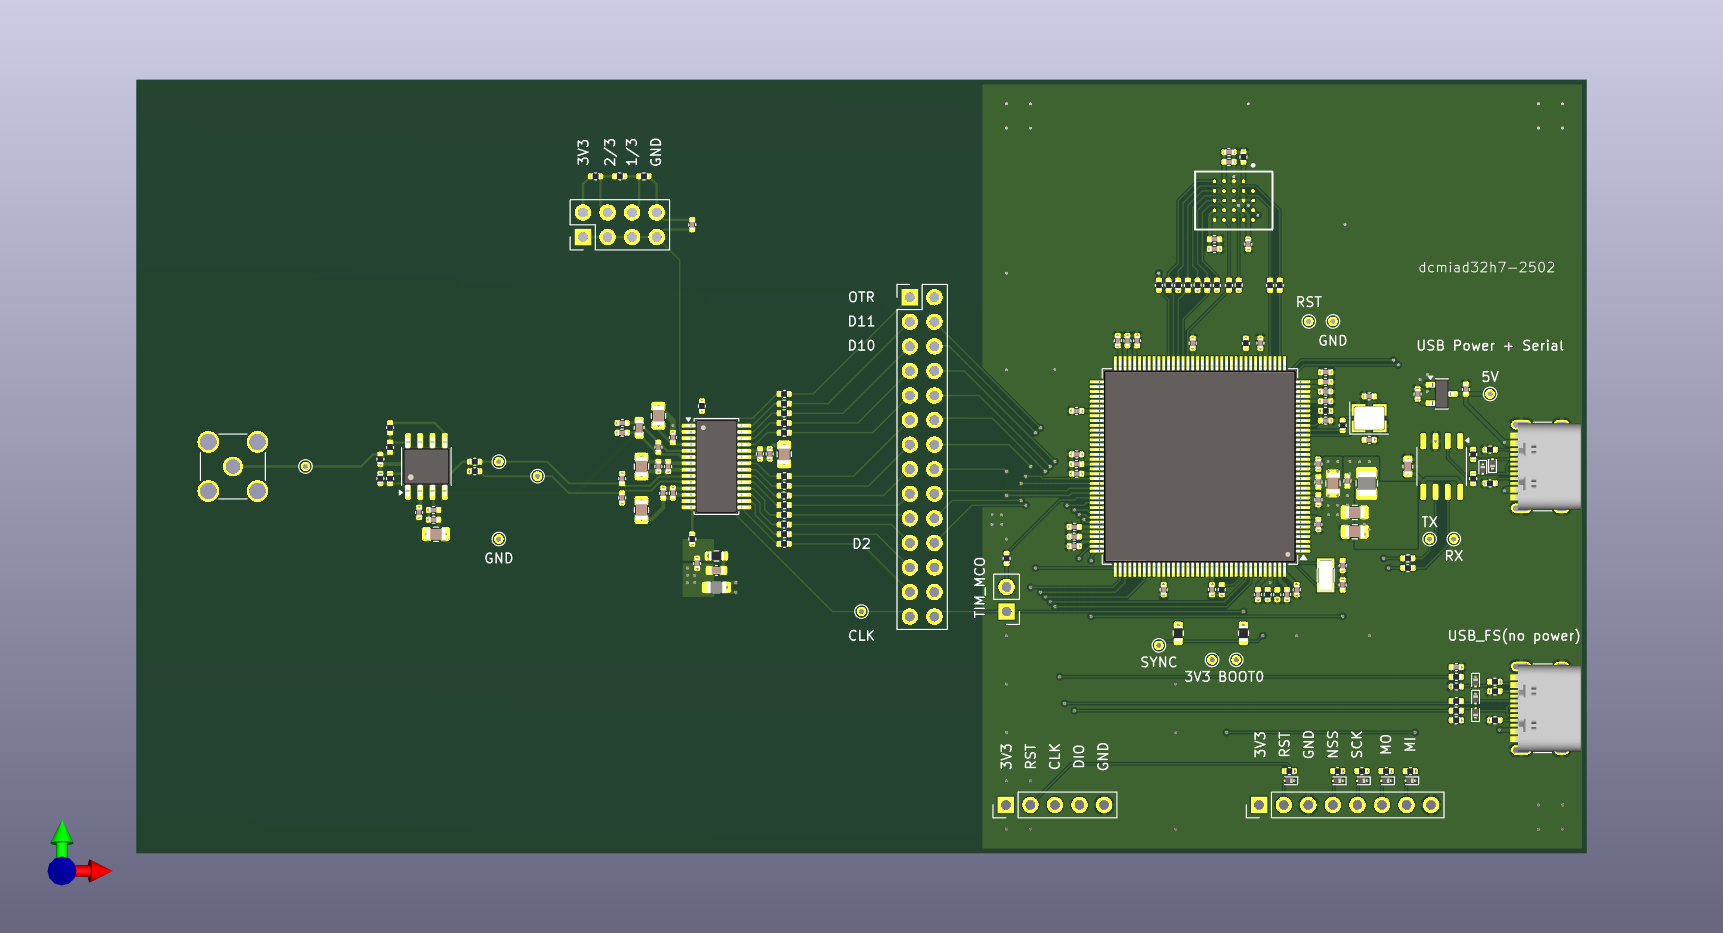 3V3
2/3
1/3
GND
dcmiad32h7-2502
OTR
D11
D10
RST
GND
USB Power + Serial
5V
TX
RX
GND
D2
TIM_MCO
CLK
SYNC
3V3 BOOT0
USB_FS(no power)
3V3
RST
CLK
DIO
GND
3V3
RST
GND
NSS
SCK
MO
MI